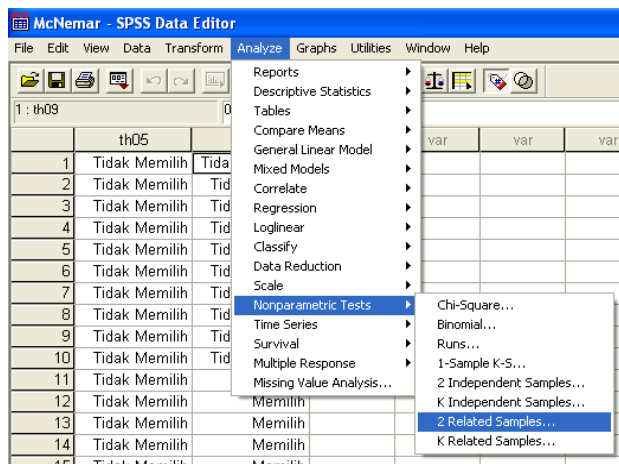 McNemar - SPSS Data Editor
File Edit View Data Transform Analyze Graphs Utilities Window Help
1 : th09
th05 var var var
1 Tidak Memilih Tida
2 Tidak Memilih Tid
3 Tidak Memilih Tid
4 Tidak Memilih Tid
5 Tidak Memilih Tid
6 Tidak Memilih Tid
7 Tidak Memilih Tid
8 Tidak Memilih Tid
9 Tidak Memilih Tid
10 Tidak Memilih Tid
11 Tidak Memilih
12 Tidak Memilih Memilih
13 Tidak Memilih Memilih
14 Tidak Memilih Memilih
Reports
Descriptive Statistics
Tables
Compare Means
General Linear Model
Mixed Models
Correlate
Regression
Loglinear
Classify
Data Reduction
Scale
Nonparametric Tests
Time Series
Survival
Multiple Response
Missing Value Analysis...
Chi-Square...
Binomial...
Runs...
1-Sample K-S...
2 Independent Samples...
K Independent Samples...
2 Related Samples...
K Related Samples...